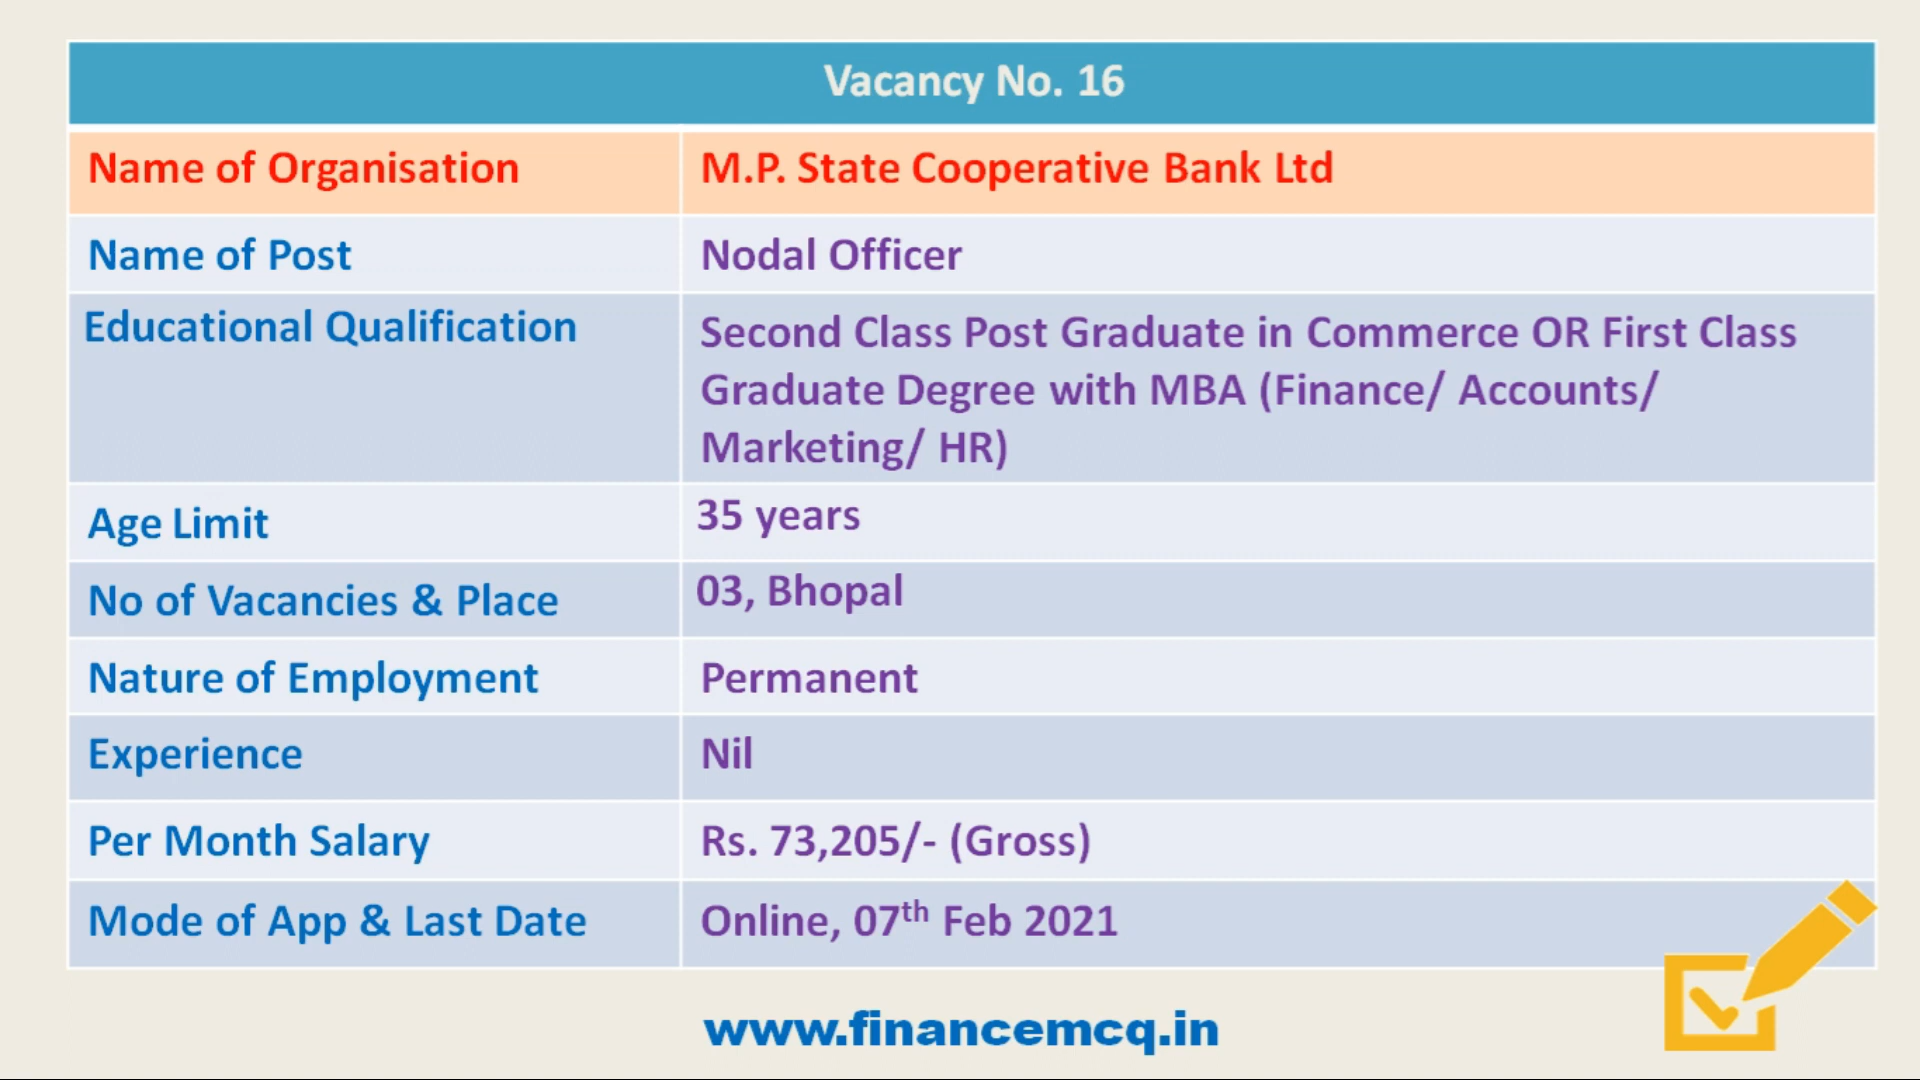 Vacancy No. 16
Name of Organisation M.P. State Cooperative Bank Ltd
Name of Post Nodal Officer
Educational Qualification Second Class Post Graduate in Commerce OR First Class
Graduate Degree with MBA (Finance/ Accounts/
Marketing/ HR)
Age Limit 35 years
No of Vacancies & Place 03, Bhopal
Nature of Employment Permanent
Experience Nil
Per Month Salary Rs. 73,205/- (Gross)
Mode of App & Last Date Online, 07th Feb 2021
www.financemcq.in